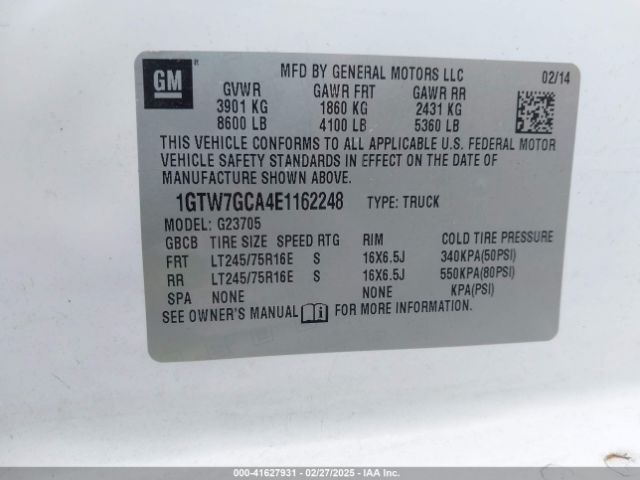 GM
MFD BY GENERAL MOTORS LLC 02/14
GVWR GAWR FRT GAWR RR
3901 KG 1860 KG 2431 KG
8600 LB 4100 LB 5360 LB
THIS VEHICLE CONFORMS TO ALL APPLICABLE U.S. FEDERAL MOTOR
VEHICLE SAFETY STANDARDS IN EFFECT ON THE DATE OF
MANUFACTURE SHOWN ABOVE.
1GTW7GCA4E1162248 TYPE: TRUCK
MODEL: G23705
GBCB TIRE SIZE SPEED RTG RIM COLD TIRE PRESSURE
FRT LT245/75R16E S 16X6.5J 340KPA(50PSI)
RR LT245/75R16E S 16X6.5J 550KPA(80PSI)
SPA NONE NONE KPA(PSI)
SEE OWNER'S MANUAL i FOR MORE INFORMATION.
000-41627931 - 02/27/2025 - IAA Inc.